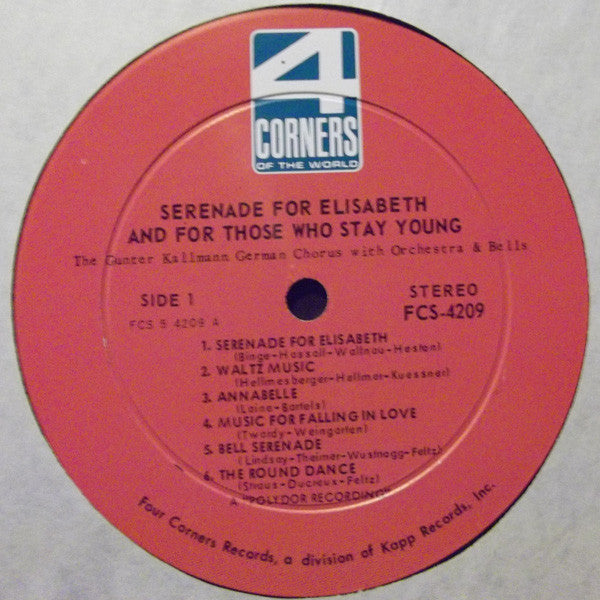 4
CORNERS
OF THE WORLD
SERENADE FOR ELISABETH
AND FOR THOSE WHO STAY YOUNG
The Gunter Kallmann German Chorus with Orchestra & Bells
SIDE 1
FCS 5 4209 A
STEREO
FCS-4209
1. SERENADE FOR ELISABETH
(Binge-Hassall-Wallnau-Heston)
2. WALTZ MUSIC
(Hellmesberger-Hellmar-Kuessner)
3. ANNABELLE
(Laine-Bartels)
4. MUSIC FOR FALLING IN LOVE
(Twardy-Weingarten)
5. BELL SERENADE
(Lindsay-Theimer-Wustnagg-Feltz)
6. THE ROUND DANCE
(Straus-Ducreux-Feltz)
A "POLYDOR RECORDING"
Four Corners Records, a division of Kapp Records, Inc.